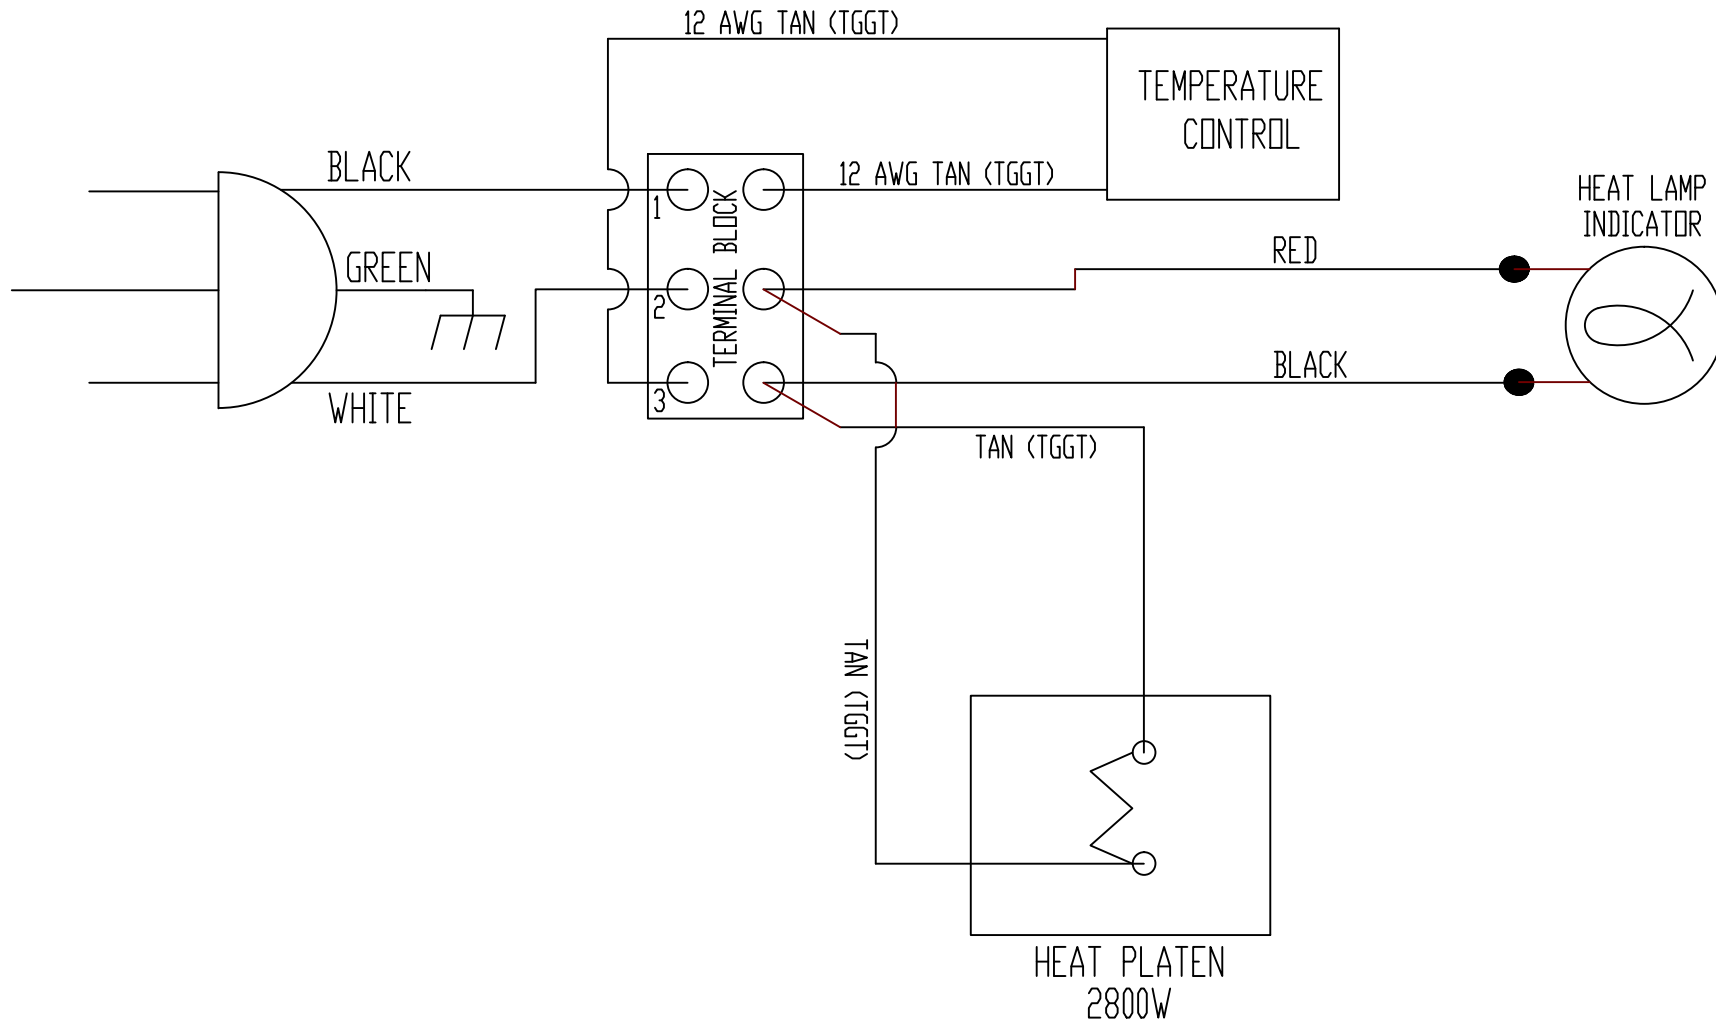 12 AWG TAN (TGGT)
TEMPERATURE
CONTROL
BLACK
12 AWG TAN (TGGT)
HEAT LAMP
INDICATOR
1
TERMINAL BLOCK
GREEN
RED
2
BLACK
3
WHITE
TAN (TGGT)
TAN (TGGT)
HEAT PLATEN
2800W